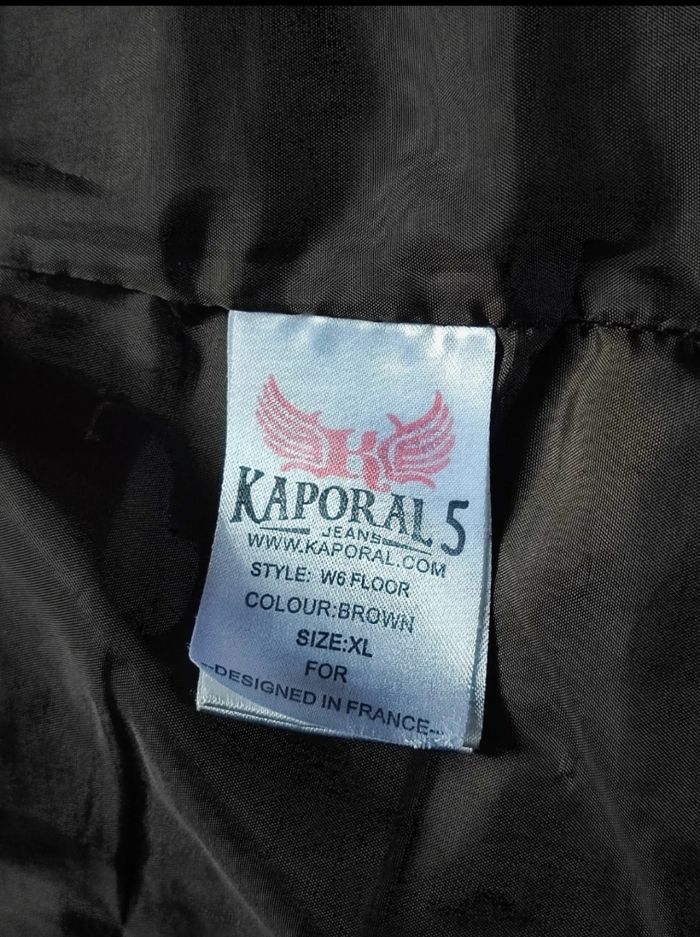 K
KAPORAL 5
JEANS
WWW.KAPORAL.COM
STYLE: W6 FLOOR
COLOUR:BROWN
SIZE:XL
FOR
--DESIGNED IN FRANCE--